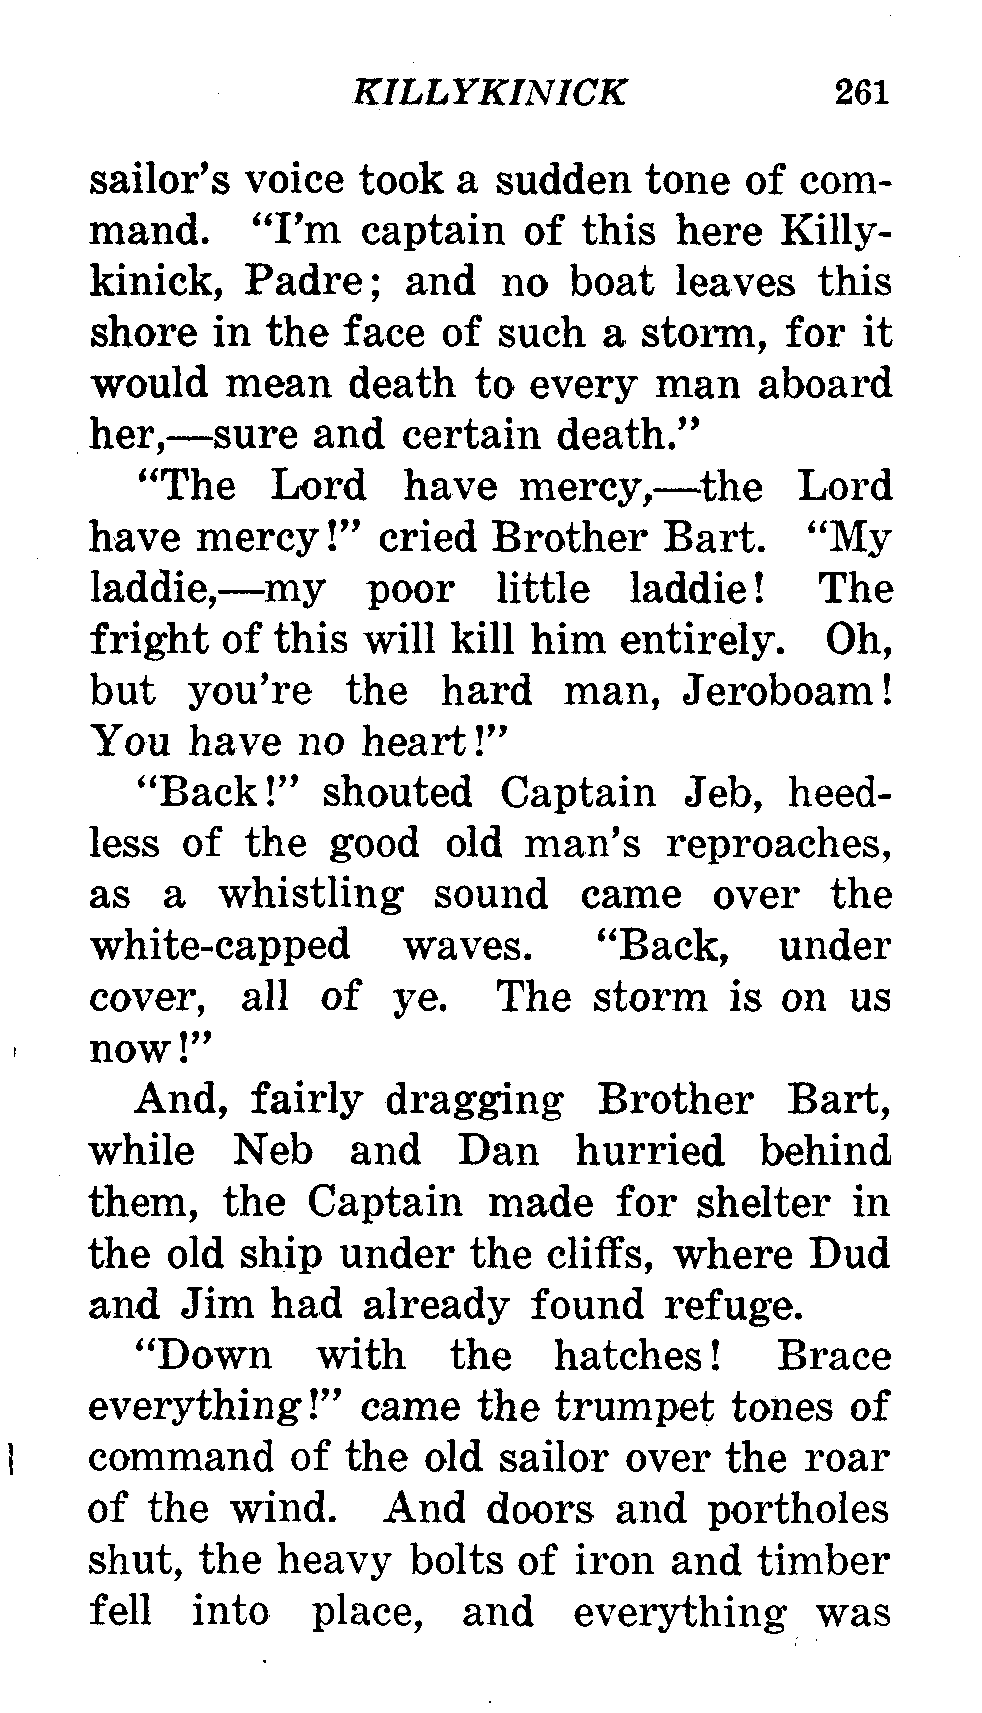 KILLYKINICK 261
sailor's voice took a sudden tone of com-
mand. "I'm captain of this here Killy-
kinick, Padre; and no boat leaves this
shore in the face of such a storm, for it
would mean death to every man aboard
her,—sure and certain death."
"The Lord have mercy,—the Lord
have mercy!" cried Brother Bart. "My
laddie,—my poor little laddie! The
fright of this will kill him entirely. Oh,
but you're the hard man, Jeroboam!
You have no heart!"
"Back!" shouted Captain Jeb, heed-
less of the good old man's reproaches,
as a whistling sound came over the
white-capped waves. "Back, under
cover, all of ye. The storm is on us
now!"
And, fairly dragging Brother Bart,
while Neb and Dan hurried behind
them, the Captain made for shelter in
the old ship under the cliffs, where Dud
and Jim had already found refuge.
"Down with the hatches! Brace
everything!" came the trumpet tones of
command of the old sailor over the roar
of the wind. And doors and portholes
shut, the heavy bolts of iron and timber
fell into place, and everything was